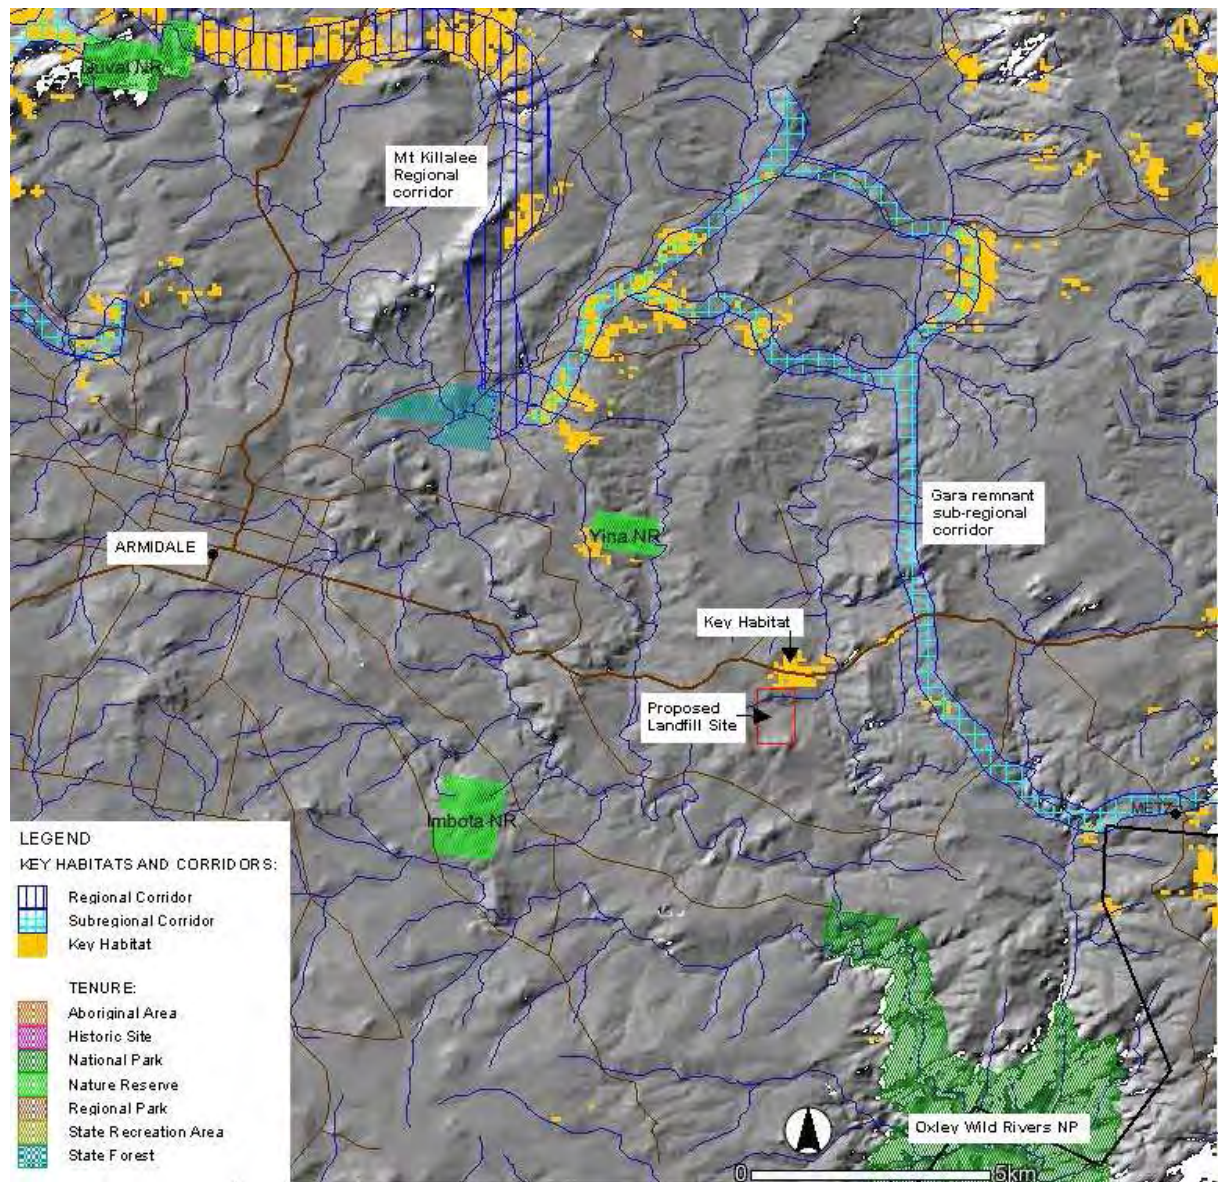 Duval NR
Mt Killalee
Regional
corridor
Gara remnant
sub-regional
corridor
ARMIDALE
Yina NR
Key Habitat
Proposed
Landfill Site
Imbota NR
METZ
LEGEND
KEY HABITATS AND CORRIDORS:
Regional Corridor
Subregional Corridor
Key Habitat
TENURE:
Aboriginal Area
Historic Site
National Park
Nature Reserve
Regional Park
State Recreation Area
State Forest
Oxley Wild Rivers NP
0 5km